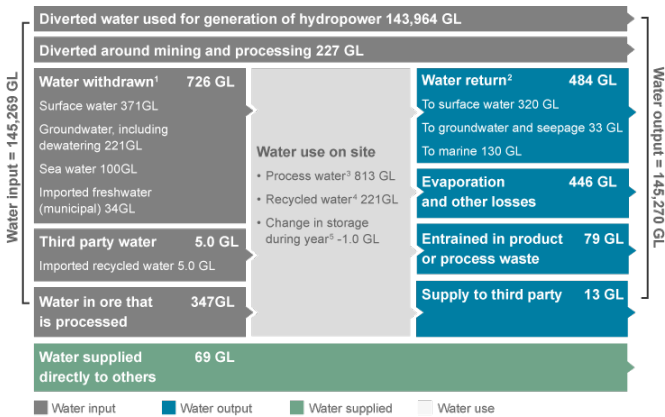 Diverted water used for generation of hydropower 143,964 GL
Diverted around mining and processing 227 GL
Water input = 145,269 GL
Water withdrawn¹ 726 GL
Surface water 371GL
Groundwater, including
dewatering 221GL
Sea water 100GL
Imported freshwater
(municipal) 34GL
Third party water 5.0 GL
Imported recycled water 5.0 GL
Water in ore that 347GL
is processed
Water use on site
• Process water³ 813 GL
• Recycled water⁴ 221GL
• Change in storage
during year⁵ -1.0 GL
Water return² 484 GL
To surface water 320 GL
To groundwater and seepage 33 GL
To marine 130 GL
Evaporation 446 GL
and other losses
Entrained in product 79 GL
or process waste
Supply to third party 13 GL
Water output = 145,270 GL
Water supplied 69 GL
directly to others
Water input
Water output
Water supplied
Water use